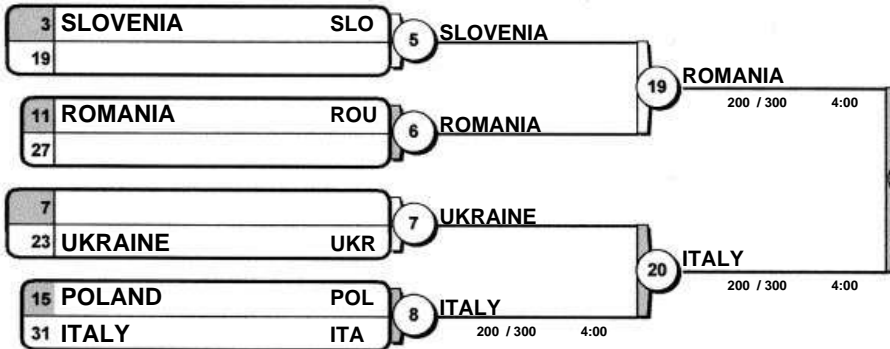 3 SLOVENIA SLO
19
5 SLOVENIA
11 ROMANIA ROU
27
6 ROMANIA
19 ROMANIA
200 / 300 4:00
7
23 UKRAINE UKR
7 UKRAINE
15 POLAND POL
31 ITALY ITA
8 ITALY
200 / 300 4:00
20 ITALY
200 / 300 4:00